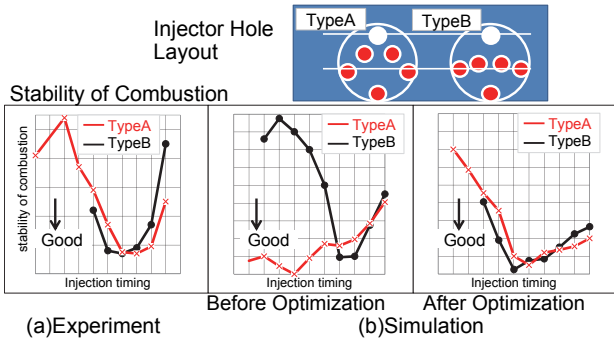 Injector Hole
Layout
TypeA
TypeB
Stability of Combustion
stability of combustion
TypeA
TypeB
Good
Injection timing
TypeA
TypeB
Good
Injection timing
TypeA
TypeB
Good
Injection timing
Before Optimization
After Optimization
(a)Experiment
(b)Simulation